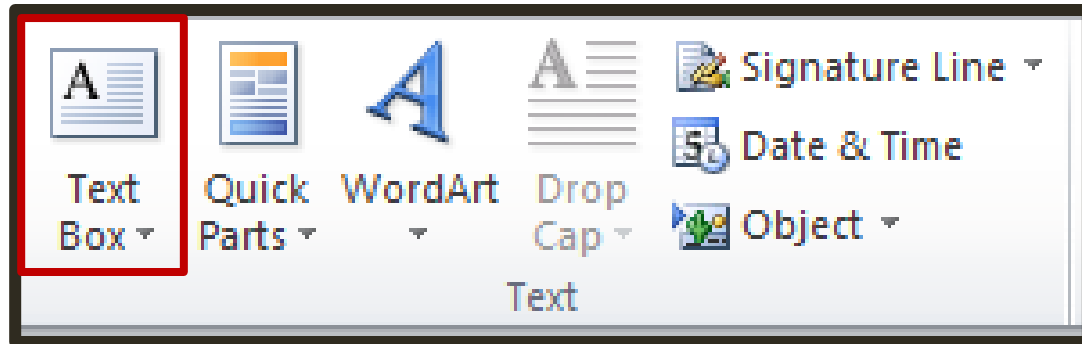 Text
Box
Quick
Parts
WordArt
Drop
Cap
Signature Line
Date & Time
Object
Text